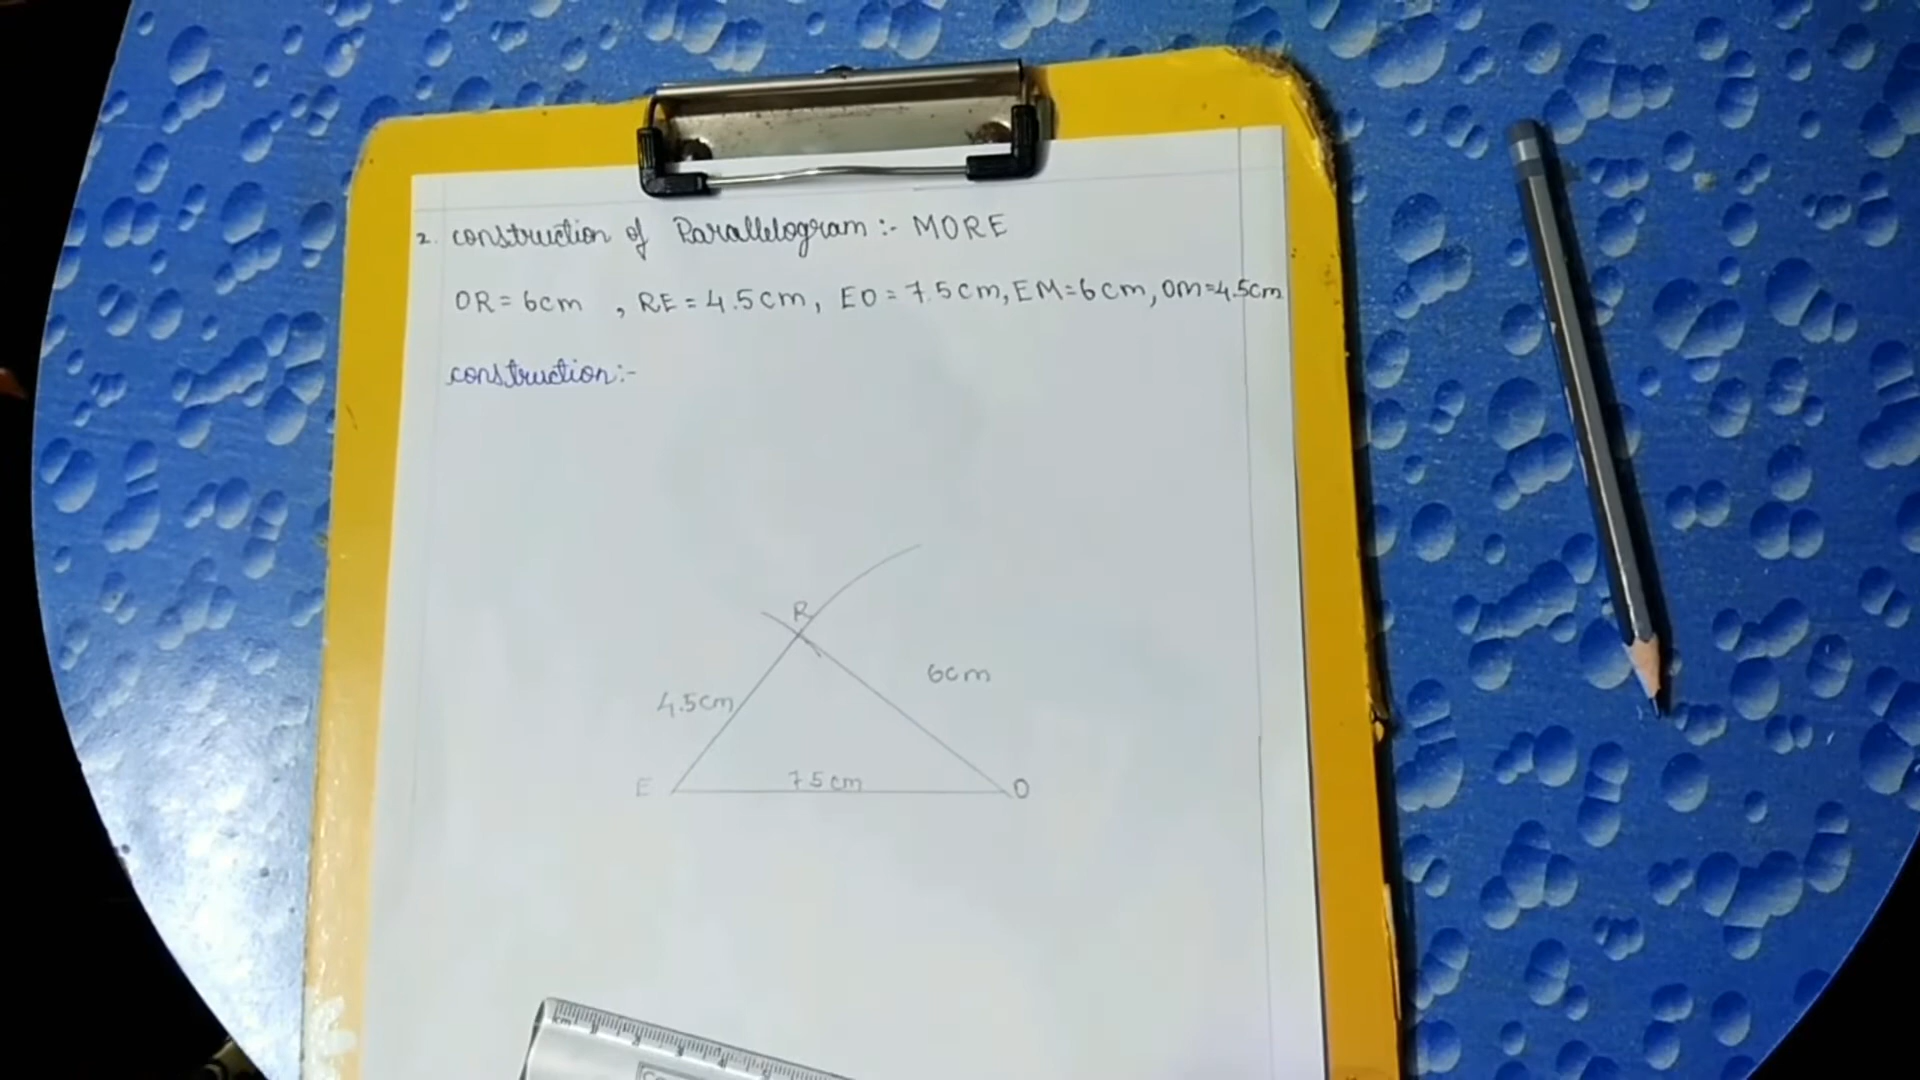 2. construction of Parallelogram :- MORE
OR = 6cm , RE = 4.5cm, EO = 7.5cm, EM=6cm, OM=4.5cm
construction:-
R
6cm
4.5cm
E 7.5cm O
cm